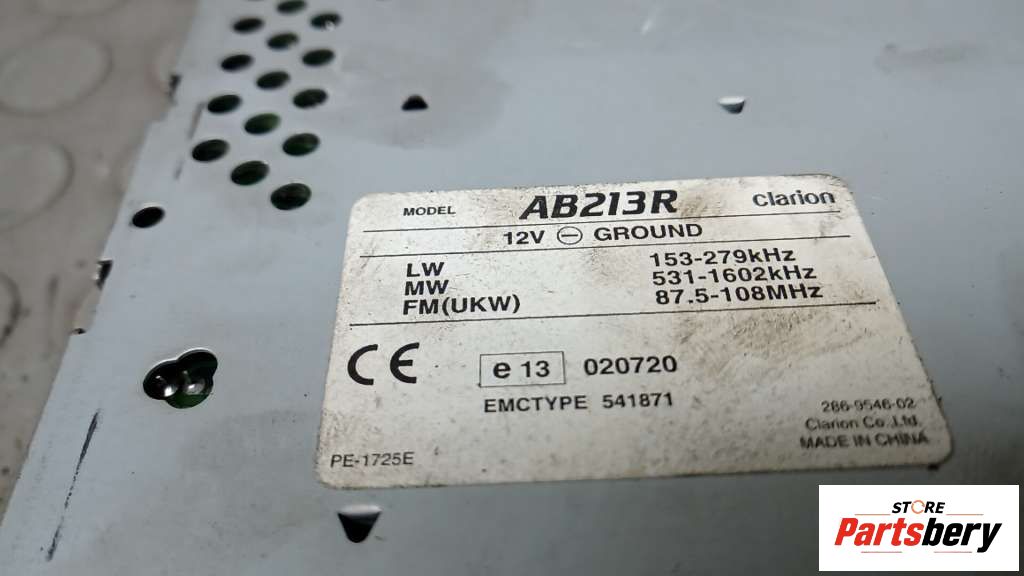 MODEL AB213R Clarion
12V ⊖ GROUND
LW 153-279kHz
MW 531-1602kHz
FM(UKW) 87.5-108MHz
CE e 13 020720
EMCTYPE 541871
286-9546-02
Clarion Co.,Ltd.
PE-1725E MADE IN CHINA
STORE
Partsbery